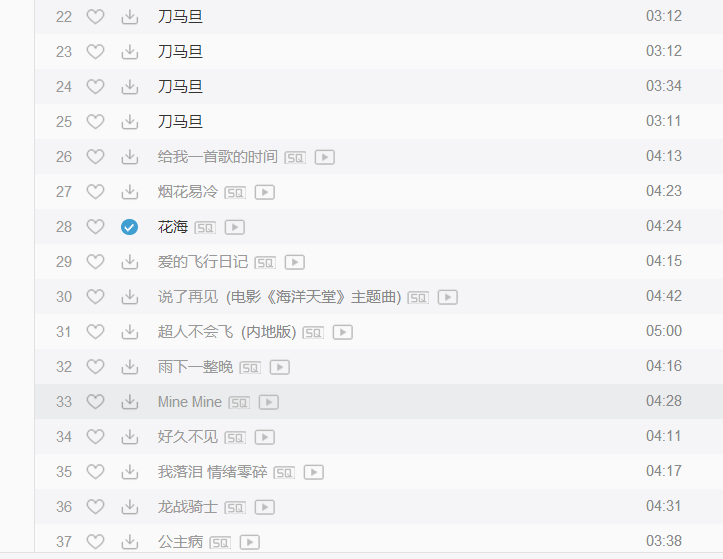 22 刀马旦 03:12
23 刀马旦 03:12
24 刀马旦 03:34
25 刀马旦 03:11
26 给我一首歌的时间 SQ 04:13
27 烟花易冷 SQ 04:23
28 花海 SQ 04:24
29 爱的飞行日记 SQ 04:15
30 说了再见 (电影《海洋天堂》主题曲) SQ 04:42
31 超人不会飞 (内地版) SQ 05:00
32 雨下一整晚 SQ 04:16
33 Mine Mine SQ 04:28
34 好久不见 SQ 04:11
35 我落泪 情绪零碎 SQ 04:17
36 龙战骑士 SQ 04:31
37 公主病 SQ 03:38